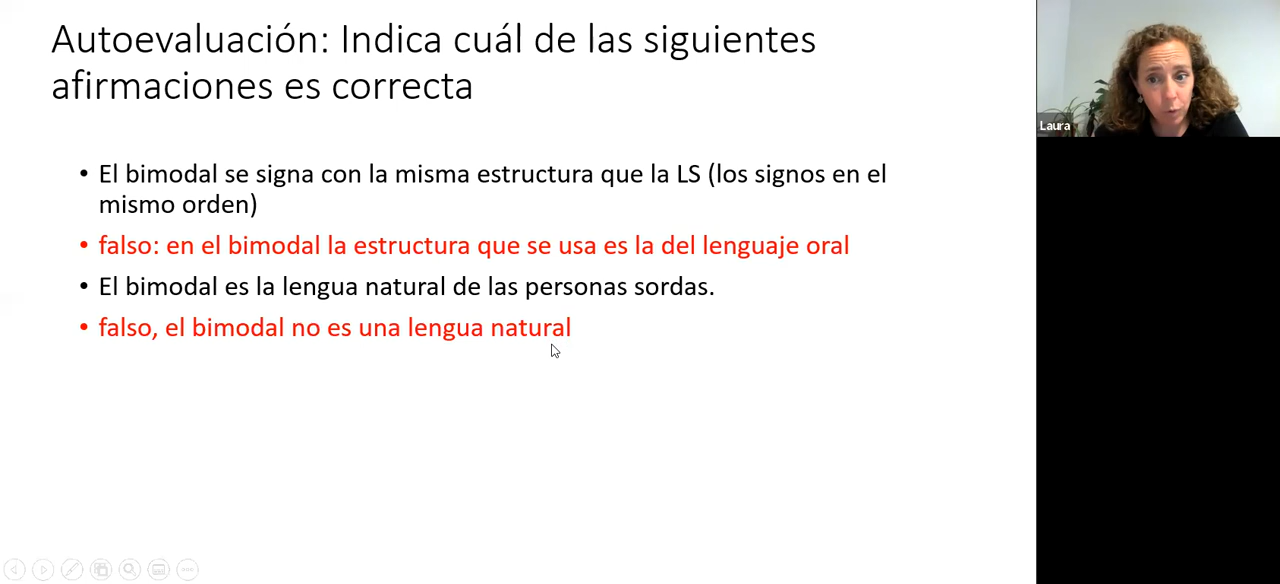 Autoevaluación: Indica cuál de las siguientes
afirmaciones es correcta
• El bimodal se signa con la misma estructura que la LS (los signos en el
mismo orden)
• falso: en el bimodal la estructura que se usa es la del lenguaje oral
• El bimodal es la lengua natural de las personas sordas.
• falso, el bimodal no es una lengua natural
Laura